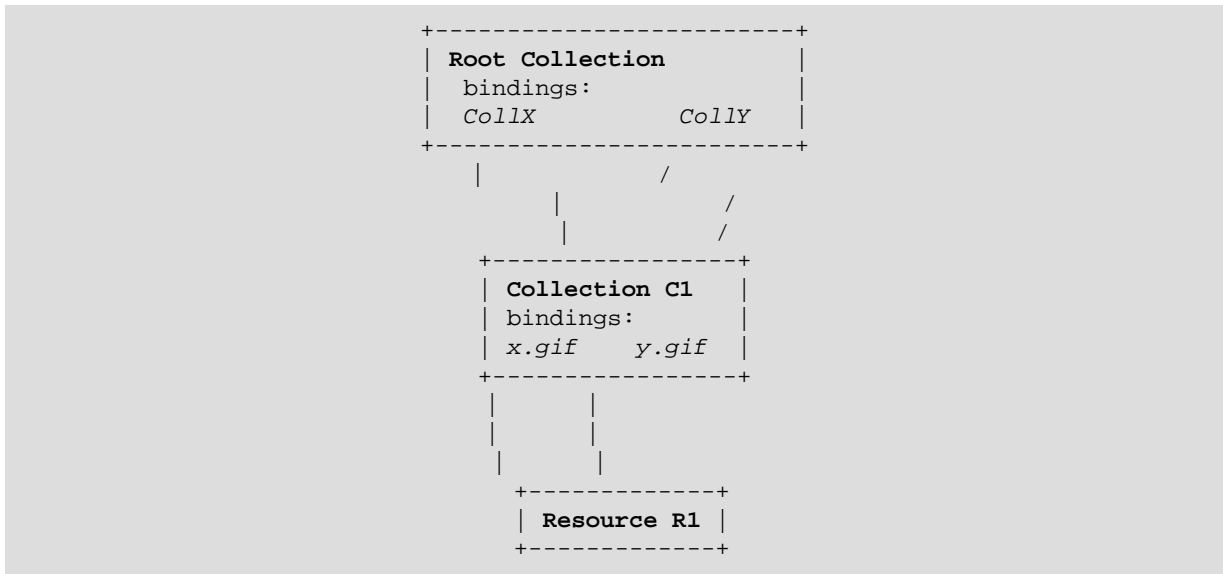 +-------------------------+
| Root Collection         |
|  bindings:              |
|  CollX          CollY   |
+-------------------------+
|            /
|           /
|          /
+-----------------+
| Collection C1   |
| bindings:       |
| x.gif    y.gif  |
+-----------------+
|      |
|      |
|      |
+-------------+
| Resource R1 |
+-------------+